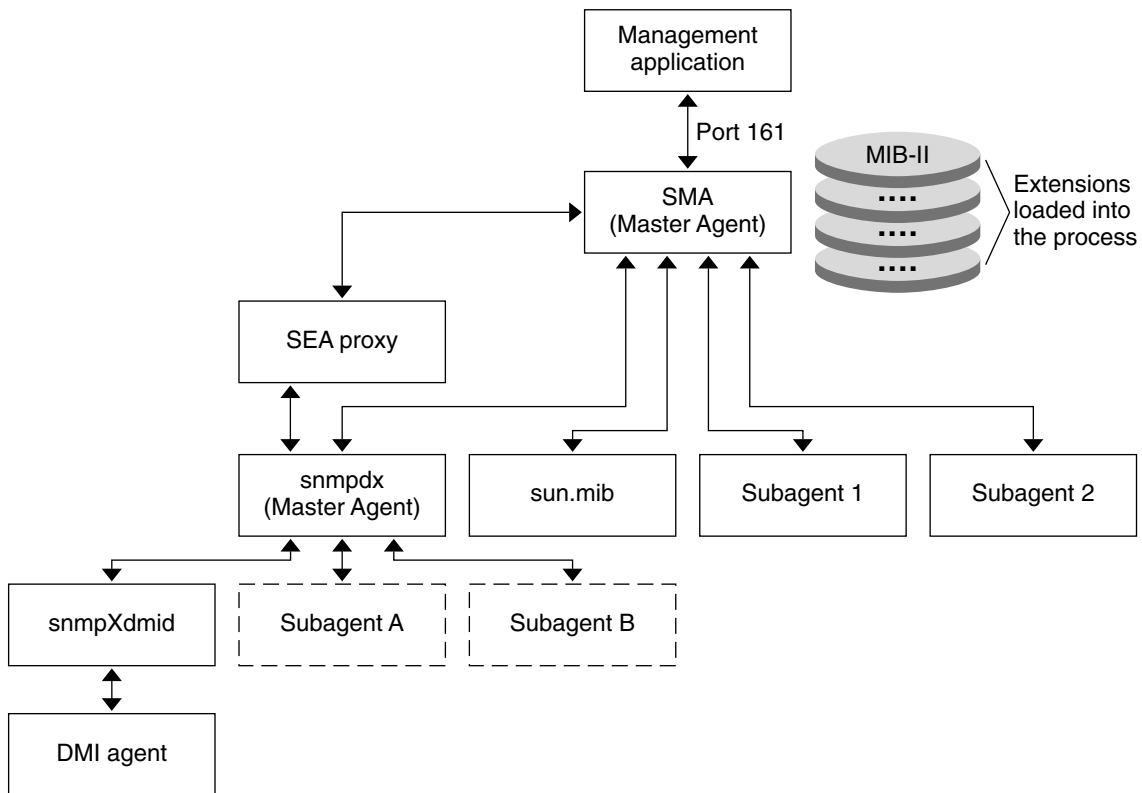 Management
application
Port 161
MIB-II
SMA
(Master Agent)
Extensions
loaded into
the process
....
....
....
SEA proxy
snmpdx
(Master Agent)
sun.mib
Subagent 1
Subagent 2
snmpXdmid
Subagent A
Subagent B
DMI agent